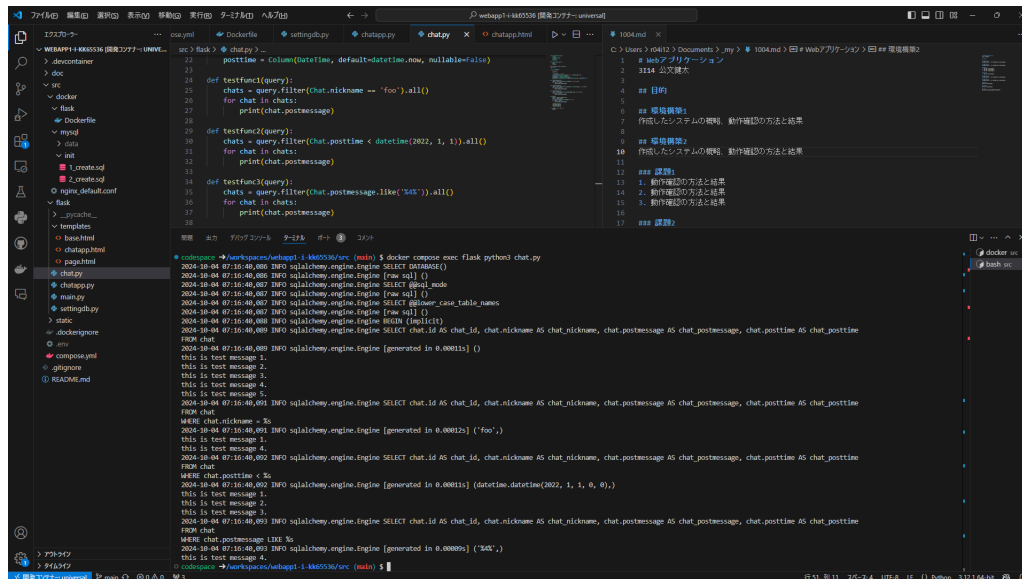 ファイル(F) 編集(E) 選択(S) 表示(V) 移動(G) 実行(R) ターミナル(T) ヘルプ(H)
webapp1-i-kk65536 [開発コンテナー: universal]
エクスプローラー
WEBAPP1-I-KK65536 [開発コンテナー: UNIVE...
.devcontainer
doc
src
docker
flask
Dockerfile
mysql
data
init
1_create.sql
2_create.sql
nginx_default.conf
flask
__pycache__
templates
base.html
chatapp.html
page.html
chat.py
chatapp.py
main.py
settingdb.py
static
.dockerignore
.env
compose.yml
.gitignore
README.md
アウトライン
タイムライン
ose.yml Dockerfile settingdb.py chatapp.py chat.py chatapp.html
src > flask > chat.py > ...
22 posttime = Column(DateTime, default=datetime.now, nullable=False)
23
24 def testfunc1(query):
25 chats = query.filter(Chat.nickname == 'foo').all()
26 for chat in chats:
27 print(chat.postmessage)
28
29 def testfunc2(query):
30 chats = query.filter(Chat.posttime < datetime(2022, 1, 1)).all()
31 for chat in chats:
32 print(chat.postmessage)
33
34 def testfunc3(query):
35 chats = query.filter(Chat.postmessage.like('%4%')).all()
36 for chat in chats:
37 print(chat.postmessage)
38
1004.md
C: > Users > r04i12 > Documents > _my > 1004.md > # Webアプリケーション > ## 環境構築2
1 # Webアプリケーション
2 3I14 公文健太
3
4 ## 目的
5
6 ## 環境構築1
7 作成したシステムの概略、動作確認の方法と結果
8
9 ## 環境構築2
10 作成したシステムの概略、動作確認の方法と結果
11
12 ### 課題1
13 1. 動作確認の方法と結果
14 2. 動作確認の方法と結果
15 3. 動作確認の方法と結果
16
17 ### 課題2
問題 出力 デバッグ コンソール ターミナル ポート 3 コメント
docker src
bash src
codespace →/workspaces/webapp1-i-kk65536/src (main) $ docker compose exec flask python3 chat.py
2024-10-04 07:16:40,086 INFO sqlalchemy.engine.Engine SELECT DATABASE()
2024-10-04 07:16:40,086 INFO sqlalchemy.engine.Engine [raw sql] ()
2024-10-04 07:16:40,087 INFO sqlalchemy.engine.Engine SELECT @@sql_mode
2024-10-04 07:16:40,087 INFO sqlalchemy.engine.Engine [raw sql] ()
2024-10-04 07:16:40,087 INFO sqlalchemy.engine.Engine SELECT @@lower_case_table_names
2024-10-04 07:16:40,087 INFO sqlalchemy.engine.Engine [raw sql] ()
2024-10-04 07:16:40,088 INFO sqlalchemy.engine.Engine BEGIN (implicit)
2024-10-04 07:16:40,089 INFO sqlalchemy.engine.Engine SELECT chat.id AS chat_id, chat.nickname AS chat_nickname, chat.postmessage AS chat_postmessage, chat.posttime AS chat_posttime
FROM chat
2024-10-04 07:16:40,089 INFO sqlalchemy.engine.Engine [generated in 0.00011s] ()
this is test message 1.
this is test message 2.
this is test message 3.
this is test message 4.
this is test message 5.
2024-10-04 07:16:40,091 INFO sqlalchemy.engine.Engine SELECT chat.id AS chat_id, chat.nickname AS chat_nickname, chat.postmessage AS chat_postmessage, chat.posttime AS chat_posttime
FROM chat
WHERE chat.nickname = %s
2024-10-04 07:16:40,091 INFO sqlalchemy.engine.Engine [generated in 0.00012s] ('foo',)
this is test message 1.
this is test message 4.
2024-10-04 07:16:40,092 INFO sqlalchemy.engine.Engine SELECT chat.id AS chat_id, chat.nickname AS chat_nickname, chat.postmessage AS chat_postmessage, chat.posttime AS chat_posttime
FROM chat
WHERE chat.posttime < %s
2024-10-04 07:16:40,092 INFO sqlalchemy.engine.Engine [generated in 0.00011s] (datetime.datetime(2022, 1, 1, 0, 0),)
this is test message 1.
this is test message 2.
this is test message 3.
2024-10-04 07:16:40,093 INFO sqlalchemy.engine.Engine SELECT chat.id AS chat_id, chat.nickname AS chat_nickname, chat.postmessage AS chat_postmessage, chat.posttime AS chat_posttime
FROM chat
WHERE chat.postmessage LIKE %s
2024-10-04 07:16:40,093 INFO sqlalchemy.engine.Engine [generated in 0.00009s] ('%4%',)
this is test message 4.
codespace →/workspaces/webapp1-i-kk65536/src (main) $
開発コンテナー: universal main 0 0 3
行 51、列 11 スペース: 4 UTF-8 LF Python 3.12.1 64-bit